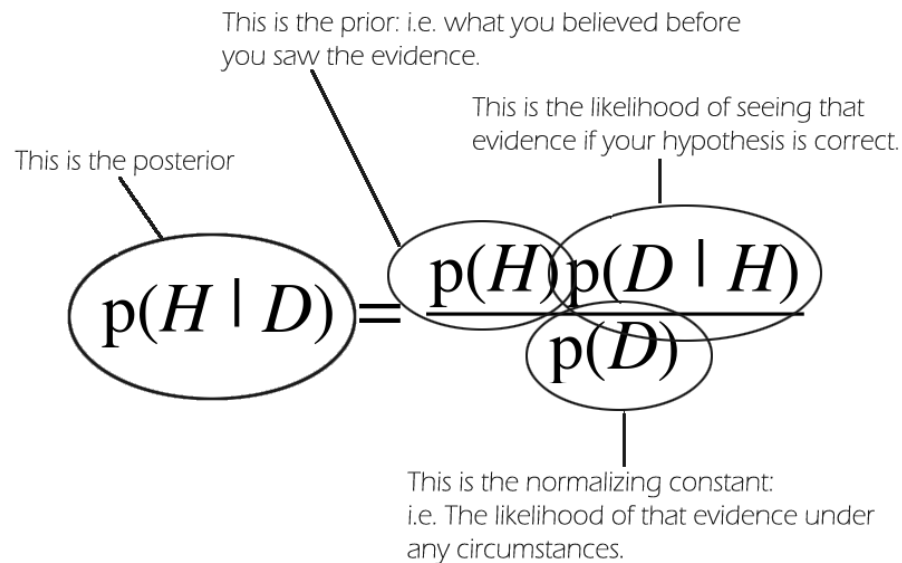 This is the prior: i.e. what you believed before
you saw the evidence.
This is the likelihood of seeing that
evidence if your hypothesis is correct.
This is the posterior
p(H | D) = p(H)p(D | H)
p(D)
This is the normalizing constant:
i.e. The likelihood of that evidence under
any circumstances.